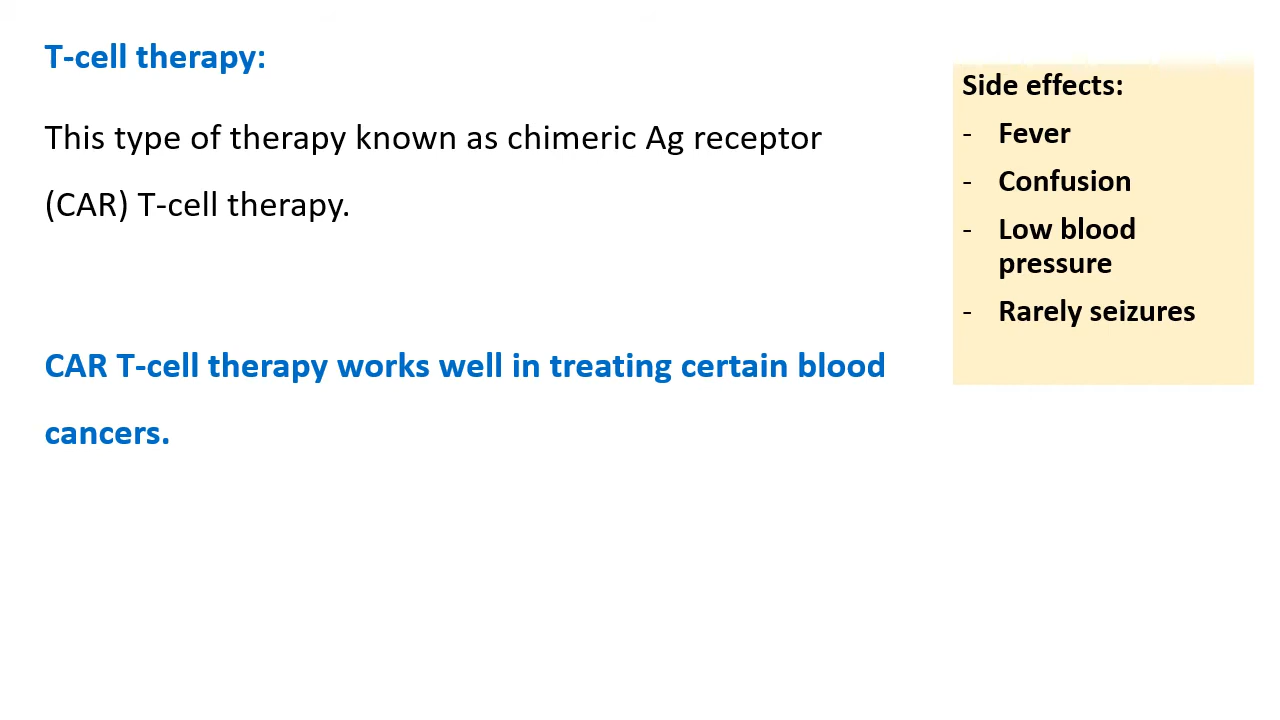 T-cell therapy:
This type of therapy known as chimeric Ag receptor
(CAR) T-cell therapy.
CAR T-cell therapy works well in treating certain blood
cancers.
Side effects:
- Fever
- Confusion
- Low blood
pressure
- Rarely seizures